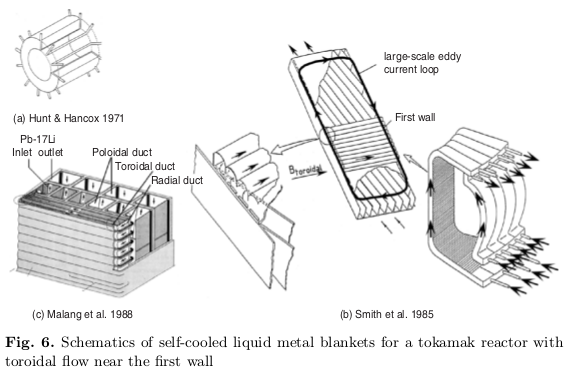 (a) Hunt & Hancox 1971
Pb-17Li
Inlet outlet
Poloidal duct
Toroidal duct
Radial duct
(c) Malang et al. 1988
large-scale eddy
current loop
First wall
BToroidal
(b) Smith et al. 1985
Fig. 6. Schematics of self-cooled liquid metal blankets for a tokamak reactor with
toroidal flow near the first wall